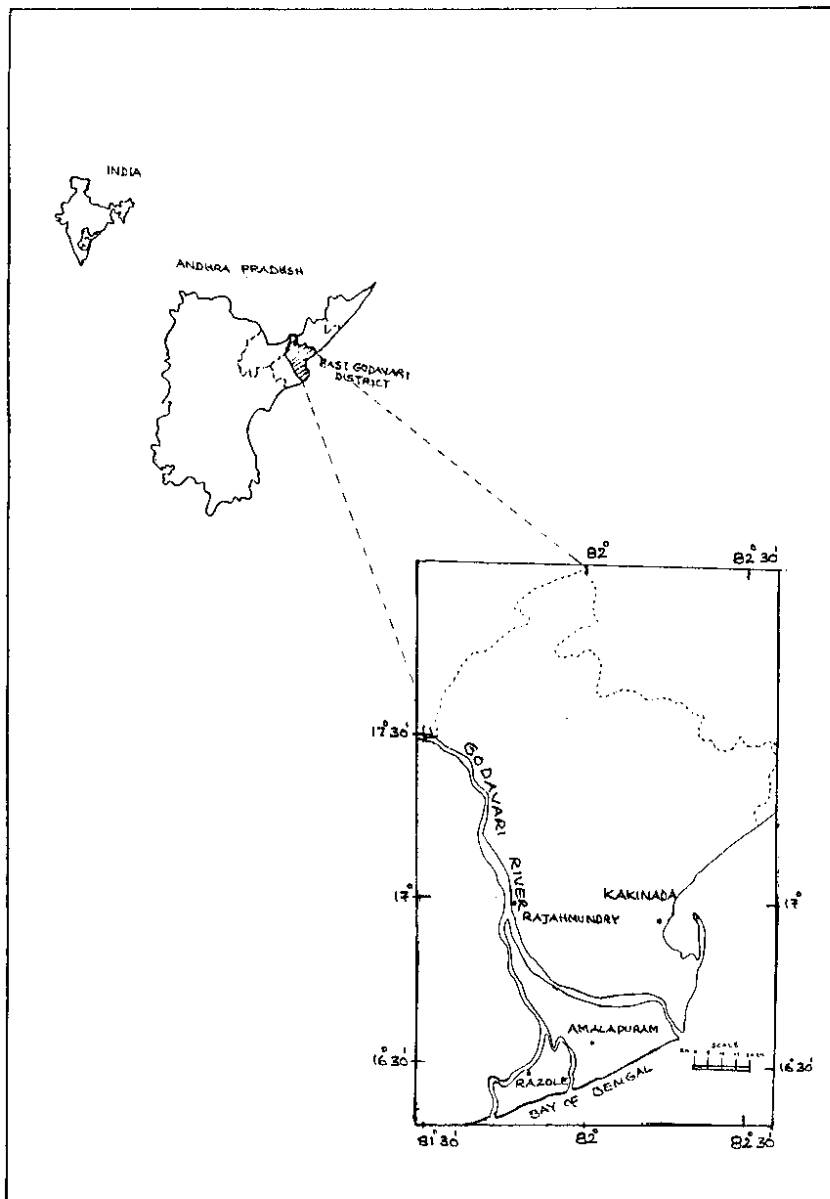 INDIA
ANDHRA PRADESH
EAST GODAVARI
DISTRICT
82°
82° 30'
17° 30'
GODAVARI
RIVER
KAKINADA
17°
RAJAHMUNDRY
17°
AMALAPURAM
SCALE
16° 30'
16° 30'
RAZOLE
BAY OF BENGAL
81° 30'
82°
82° 30'